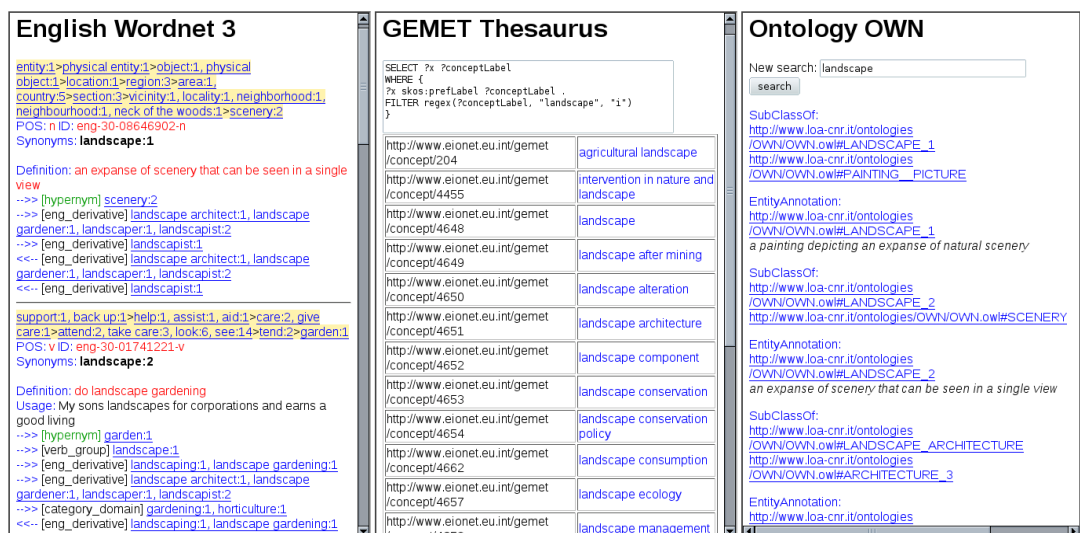 English Wordnet 3
entity:1>physical entity:1>object:1, physical
object:1>location:1>region:3>area:1,
country:5>section:3>vicinity:1, locality:1, neighborhood:1,
neighbourhood:1, neck of the woods:1>scenery:2
POS: n ID: eng-30-08646902-n
Synonyms: landscape:1
Definition: an expanse of scenery that can be seen in a single
view
-->> [hypernym] scenery:2
-->> [eng_derivative] landscape architect:1, landscape
gardener:1, landscaper:1, landscapist:2
-->> [eng_derivative] landscapist:1
<<-- [eng_derivative] landscape architect:1, landscape
gardener:1, landscaper:1, landscapist:2
<<-- [eng_derivative] landscapist:1
support:1, back up:1>help:1, assist:1, aid:1>care:2, give
care:1>attend:2, take care:3, look:6, see:14>tend:2>garden:1
POS: v ID: eng-30-01741221-v
Synonyms: landscape:2
Definition: do landscape gardening
Usage: My sons landscapes for corporations and earns a
good living
-->> [hypernym] garden:1
-->> [verb_group] landscape:1
-->> [eng_derivative] landscaping:1, landscape gardening:1
-->> [eng_derivative] landscape architect:1, landscape
gardener:1, landscaper:1, landscapist:2
-->> [category_domain] gardening:1, horticulture:1
<<-- [eng_derivative] landscaping:1, landscape gardening:1
GEMET Thesaurus
SELECT ?x ?conceptLabel
WHERE {
?x skos:prefLabel ?conceptLabel .
FILTER regex(?conceptLabel, "landscape", "i")
}
http://www.eionet.eu.int/gemet
/concept/204
agricultural landscape
http://www.eionet.eu.int/gemet
/concept/4455
intervention in nature and
landscape
http://www.eionet.eu.int/gemet
/concept/4648
landscape
http://www.eionet.eu.int/gemet
/concept/4649
landscape after mining
http://www.eionet.eu.int/gemet
/concept/4650
landscape alteration
http://www.eionet.eu.int/gemet
/concept/4651
landscape architecture
http://www.eionet.eu.int/gemet
/concept/4652
landscape component
http://www.eionet.eu.int/gemet
/concept/4653
landscape conservation
http://www.eionet.eu.int/gemet
/concept/4654
landscape conservation
policy
http://www.eionet.eu.int/gemet
/concept/4662
landscape consumption
http://www.eionet.eu.int/gemet
/concept/4657
landscape ecology
http://www.eionet.eu.int/gemet
landscape management
Ontology OWN
New search: landscape
search
SubClassOf:
http://www.loa-cnr.it/ontologies
/OWN/OWN.owl#LANDSCAPE_1
http://www.loa-cnr.it/ontologies
/OWN/OWN.owl#PAINTING__PICTURE
EntityAnnotation:
http://www.loa-cnr.it/ontologies
/OWN/OWN.owl#LANDSCAPE_1
a painting depicting an expanse of natural scenery
SubClassOf:
http://www.loa-cnr.it/ontologies
/OWN/OWN.owl#LANDSCAPE_2
http://www.loa-cnr.it/ontologies/OWN/OWN.owl#SCENERY
EntityAnnotation:
http://www.loa-cnr.it/ontologies
/OWN/OWN.owl#LANDSCAPE_2
an expanse of scenery that can be seen in a single view
SubClassOf:
http://www.loa-cnr.it/ontologies
/OWN/OWN.owl#LANDSCAPE_ARCHITECTURE
http://www.loa-cnr.it/ontologies
/OWN/OWN.owl#ARCHITECTURE_3
EntityAnnotation:
http://www.loa-cnr.it/ontologies